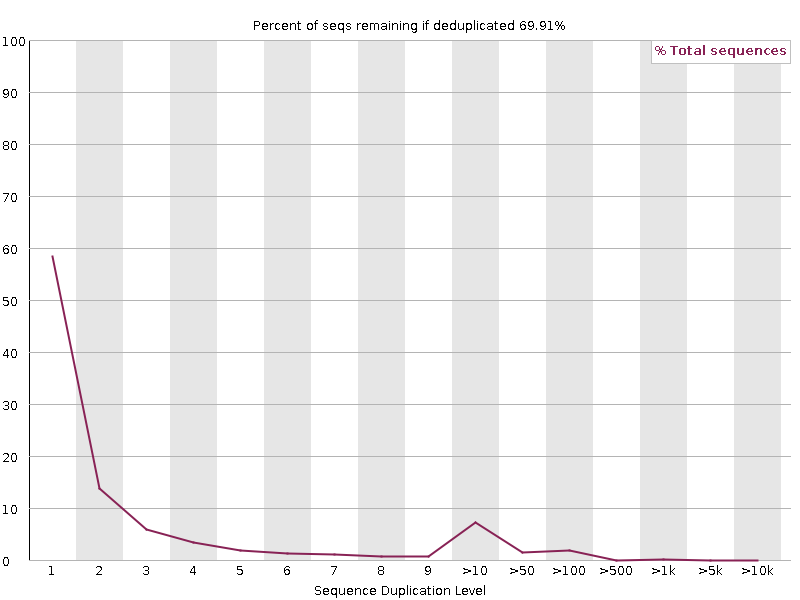 Percent of seqs remaining if deduplicated 69.91%
% Total sequences
100
90
80
70
60
50
40
30
20
10
0
1 2 3 4 5 6 7 8 9 >10 >50 >100 >500 >1k >5k >10k
Sequence Duplication Level